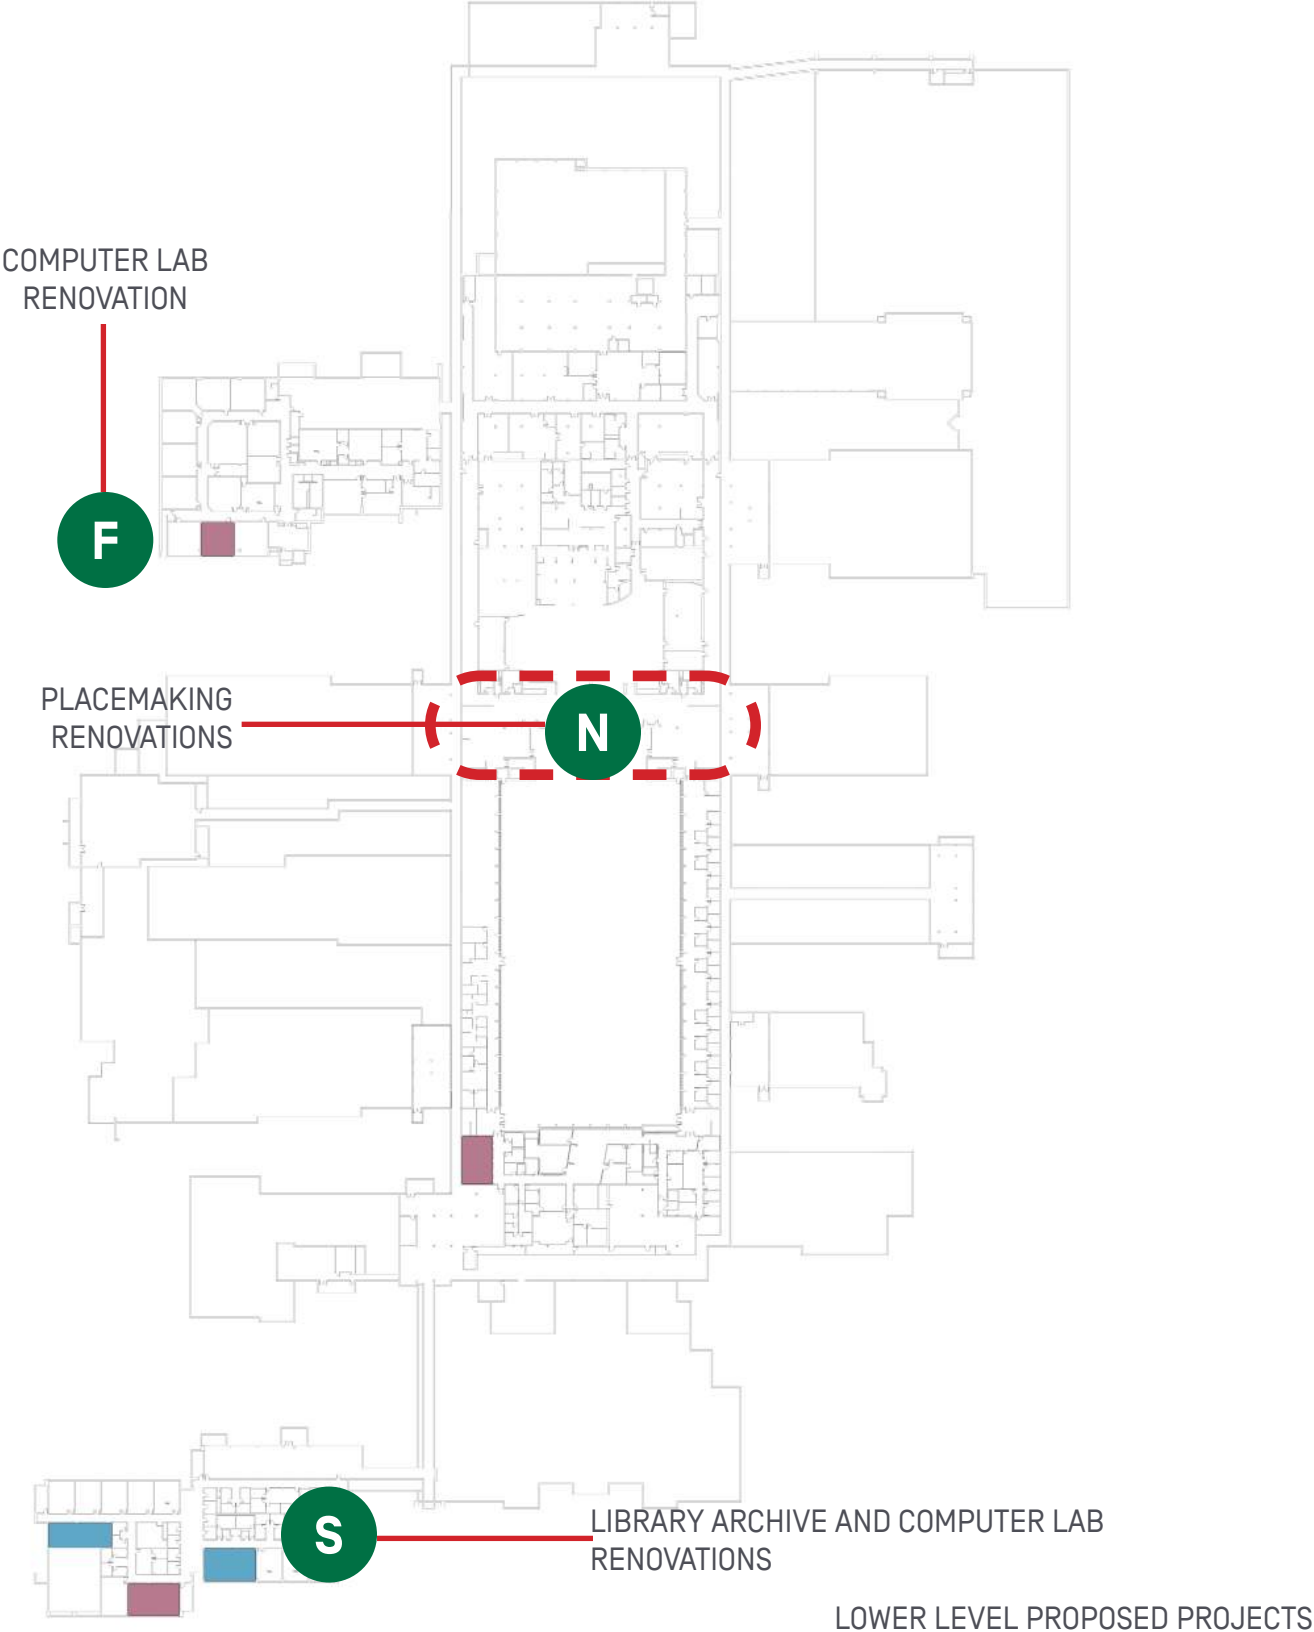 COMPUTER LAB
RENOVATION
F
PLACEMAKING
RENOVATIONS
N
S
LIBRARY ARCHIVE AND COMPUTER LAB
RENOVATIONS
LOWER LEVEL PROPOSED PROJECTS